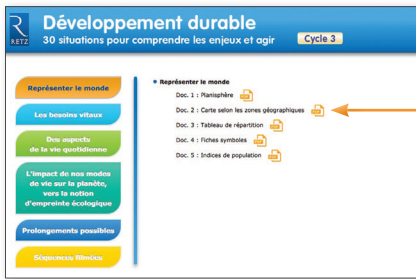 RETZ
Développement durable
30 situations pour comprendre les enjeux et agir
Cycle 3
Représenter le monde
Les besoins vitaux
Des aspects
de la vie quotidienne
L'impact de nos modes
de vie sur la planète,
vers la notion
d'empreinte écologique
Prolongements possibles
Séquences filmées
• Représenter le monde
Doc. 1 : Planisphère
Doc. 2 : Carte selon les zones géographiques
Doc. 3 : Tableau de répartition
Doc. 4 : Fiches symboles
Doc. 5 : Indices de population